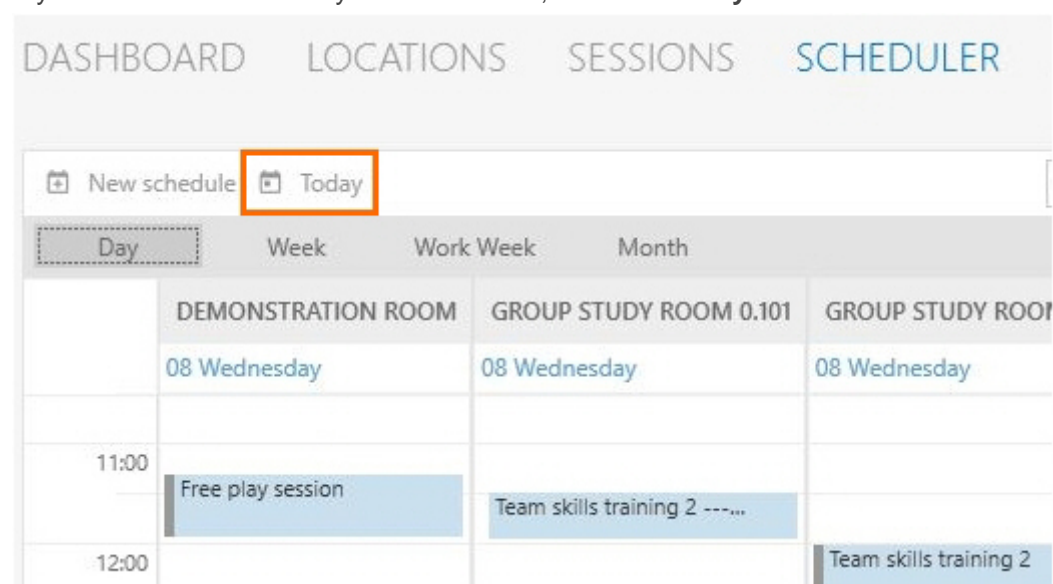 DASHBOARD LOCATIONS SESSIONS SCHEDULER
New schedule Today
Day Week Work Week Month
DEMONSTRATION ROOM GROUP STUDY ROOM 0.101 GROUP STUDY
08 Wednesday 08 Wednesday 08 Wednesday
11:00
Free play session
Team skills training 2 ---...
12:00
Team skills training 2